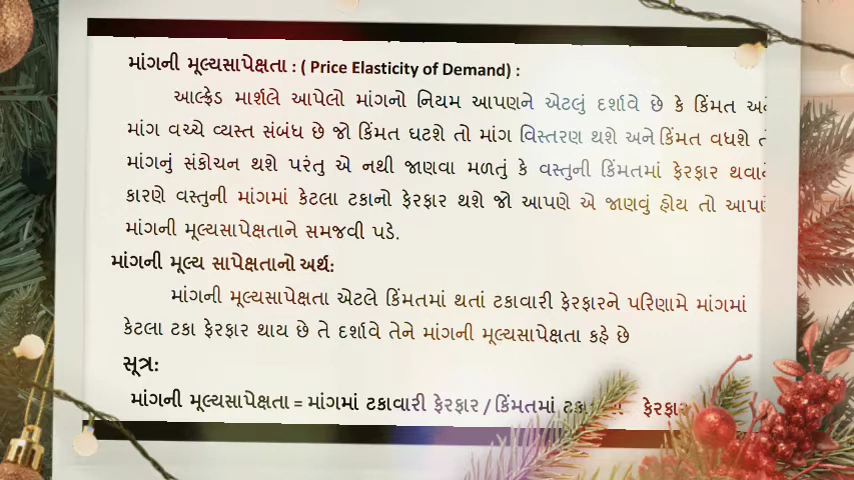 માંગની મૂલ્યસાપેક્ષતા : ( Price Elasticity of Demand) :
આલ્ફ્રેડ માર્શલે આપેલો માંગનો નિયમ આપણને એટલું દર્શાવે છે કે કિંમત
માંગ વચ્ચે વ્યસ્ત સંબંધ છે જો કિંમત ઘટશે તો માંગ વિસ્તરણ થશે અને કિંમત વધશે
માંગનું સંકોચન થશે પરંતુ એ નથી જાણવા મળતું કે વસ્તુની કિંમતમાં ફેરફાર
કારણે વસ્તુની માંગમાં કેટલા ટકાનો ફેરફાર થશે જો આપણે એ જાણવું હોય તો
માંગની મૂલ્યસાપેક્ષતાને સમજવી પડે.
માંગની મૂલ્ય સાપેક્ષતાનો અર્થ:
માંગની મૂલ્યસાપેક્ષતા એટલે કિંમતમાં થતાં ટકાવારી ફેરફારને પરિણામે માંગમાં
કેટલા ટકા ફેરફાર થાય છે તે દર્શાવે તેને માંગની મૂલ્યસાપેક્ષતા કહે છે
સૂત્ર:
માંગની મૂલ્યસાપેક્ષતા = માંગમાં ટકાવારી ફેરફાર / કિંમતમાં ફેરફાર